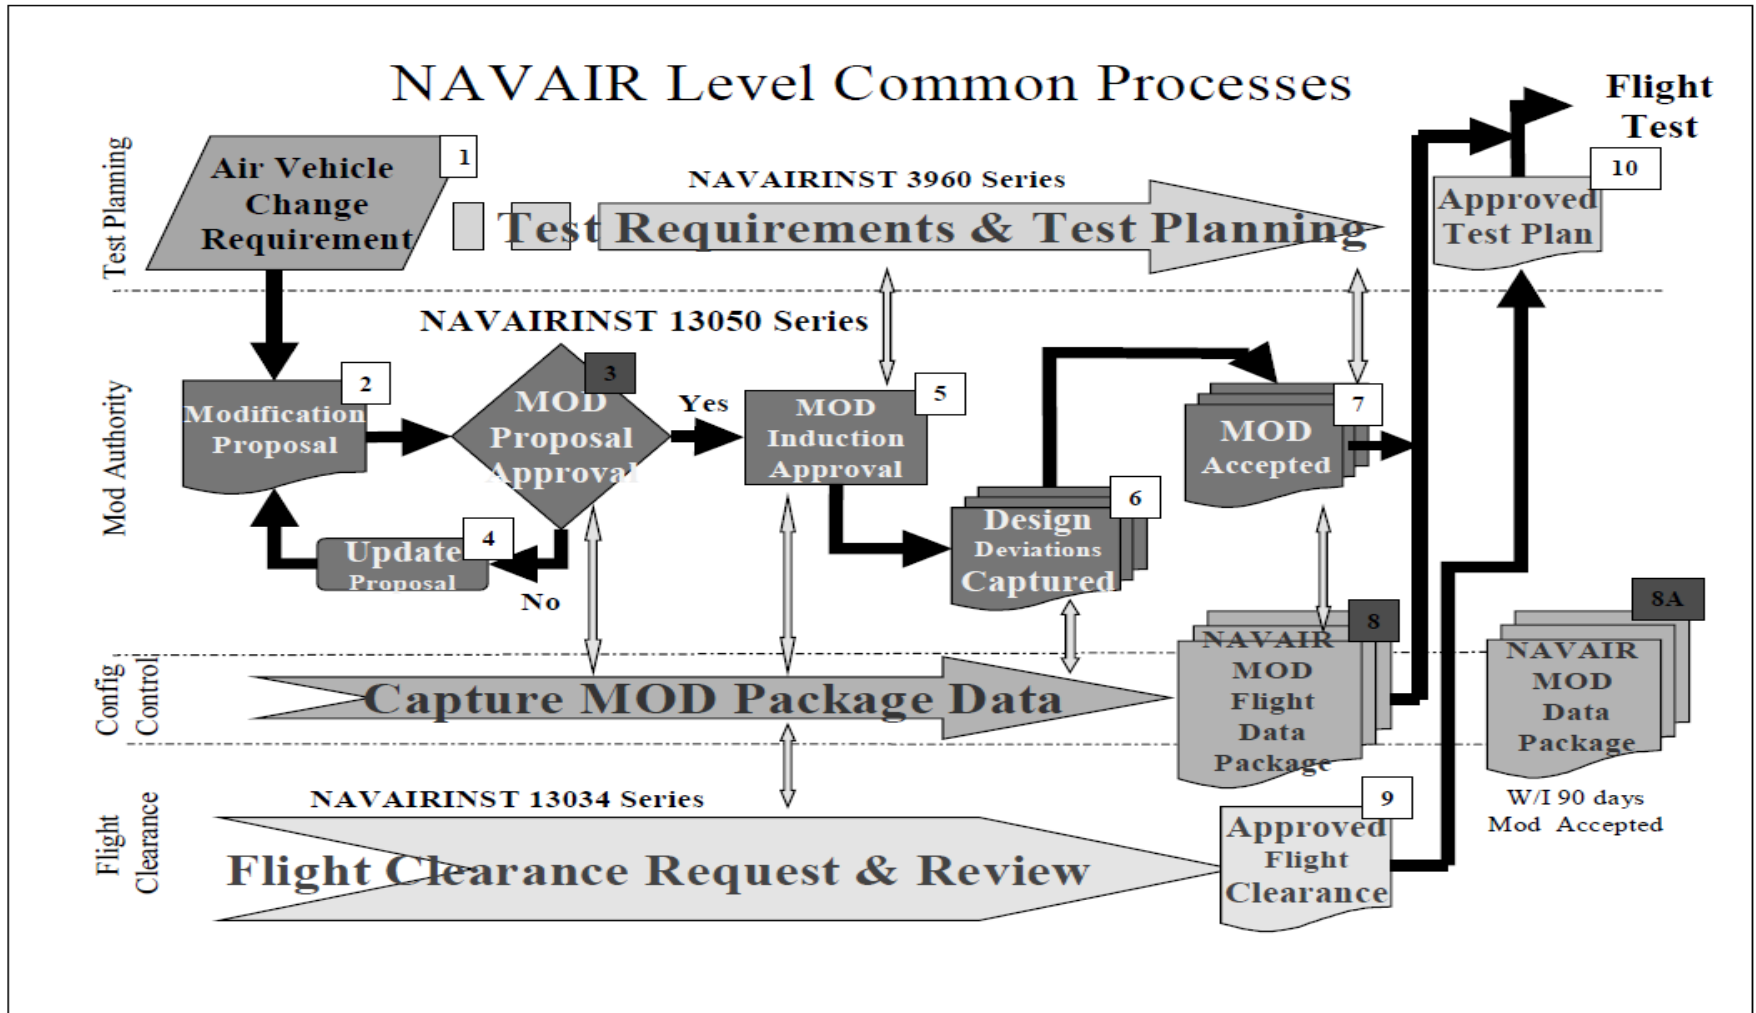 NAVAIR Level Common Processes
Flight
Test
Test Planning
Air Vehicle
Change
Requirement
1
NAVAIRINST 3960 Series
Test Requirements & Test Planning
10
Approved
Test Plan
NAVAIRINST 13050 Series
Mod Authority
2
Modification
Proposal
3
MOD
Proposal
Approval
Yes
5
MOD
Induction
Approval
7
MOD
Accepted
4
Update
Proposal
No
6
Design
Deviations
Captured
Config
Control
Capture MOD Package Data
8
NAVAIR
MOD
Flight
Data
Package
8A
NAVAIR
MOD
Data
Package
W/I 90 days
Mod Accepted
Flight
Clearance
NAVAIRINST 13034 Series
Flight Clearance Request & Review
9
Approved
Flight
Clearance